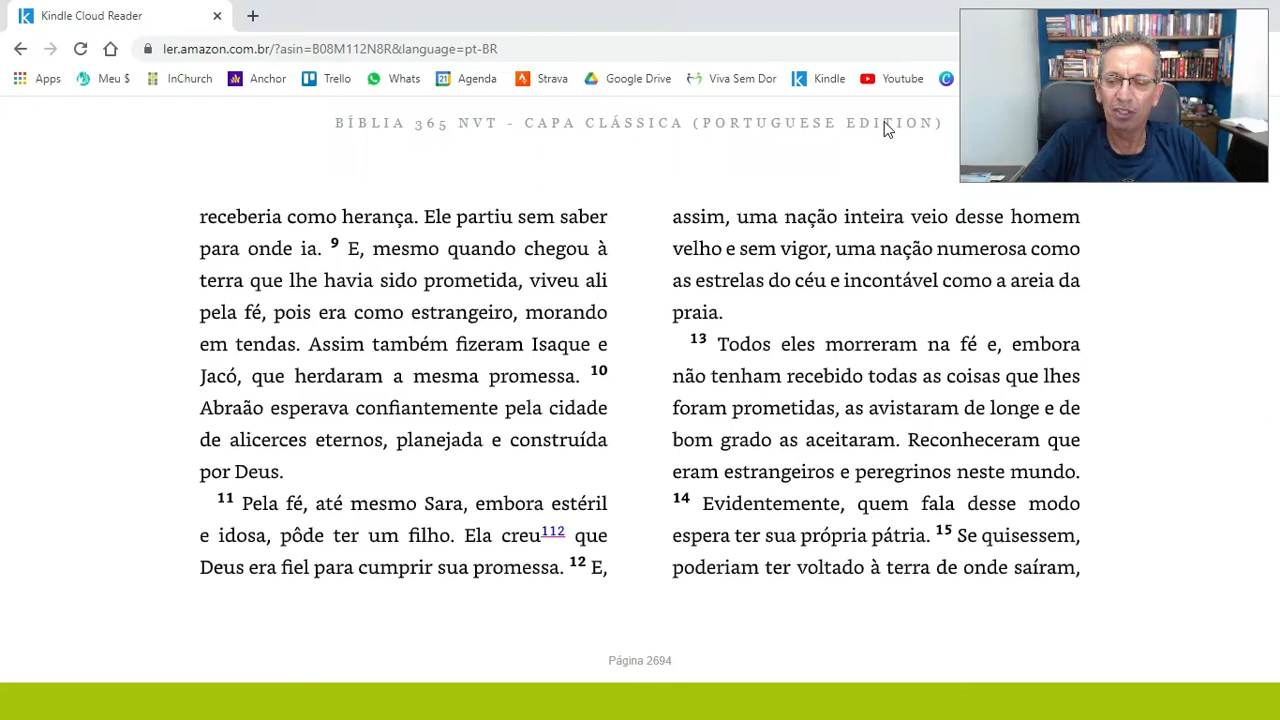 Kindle Cloud Reader
ler.amazon.com.br/?asin=B08M112N8R&language=pt-BR
Apps Meu $ InChurch Anchor Trello Whats Agenda Strava Google Drive Viva Sem Dor Kindle Youtube
BÍBLIA 365 NVT - CAPA CLÁSSICA (PORTUGUESE EDITION)
receberia como herança. Ele partiu sem saber
para onde ia. 9 E, mesmo quando chegou à
terra que lhe havia sido prometida, viveu ali
pela fé, pois era como estrangeiro, morando
em tendas. Assim também fizeram Isaque e
Jacó, que herdaram a mesma promessa. 10
Abraão esperava confiantemente pela cidade
de alicerces eternos, planejada e construída
por Deus.
11 Pela fé, até mesmo Sara, embora estéril
e idosa, pôde ter um filho. Ela creu112 que
Deus era fiel para cumprir sua promessa. 12 E,
assim, uma nação inteira veio desse homem
velho e sem vigor, uma nação numerosa como
as estrelas do céu e incontável como a areia da
praia.
13 Todos eles morreram na fé e, embora
não tenham recebido todas as coisas que lhes
foram prometidas, as avistaram de longe e de
bom grado as aceitaram. Reconheceram que
eram estrangeiros e peregrinos neste mundo.
14 Evidentemente, quem fala desse modo
espera ter sua própria pátria. 15 Se quisessem,
poderiam ter voltado à terra de onde saíram,
Página 2694